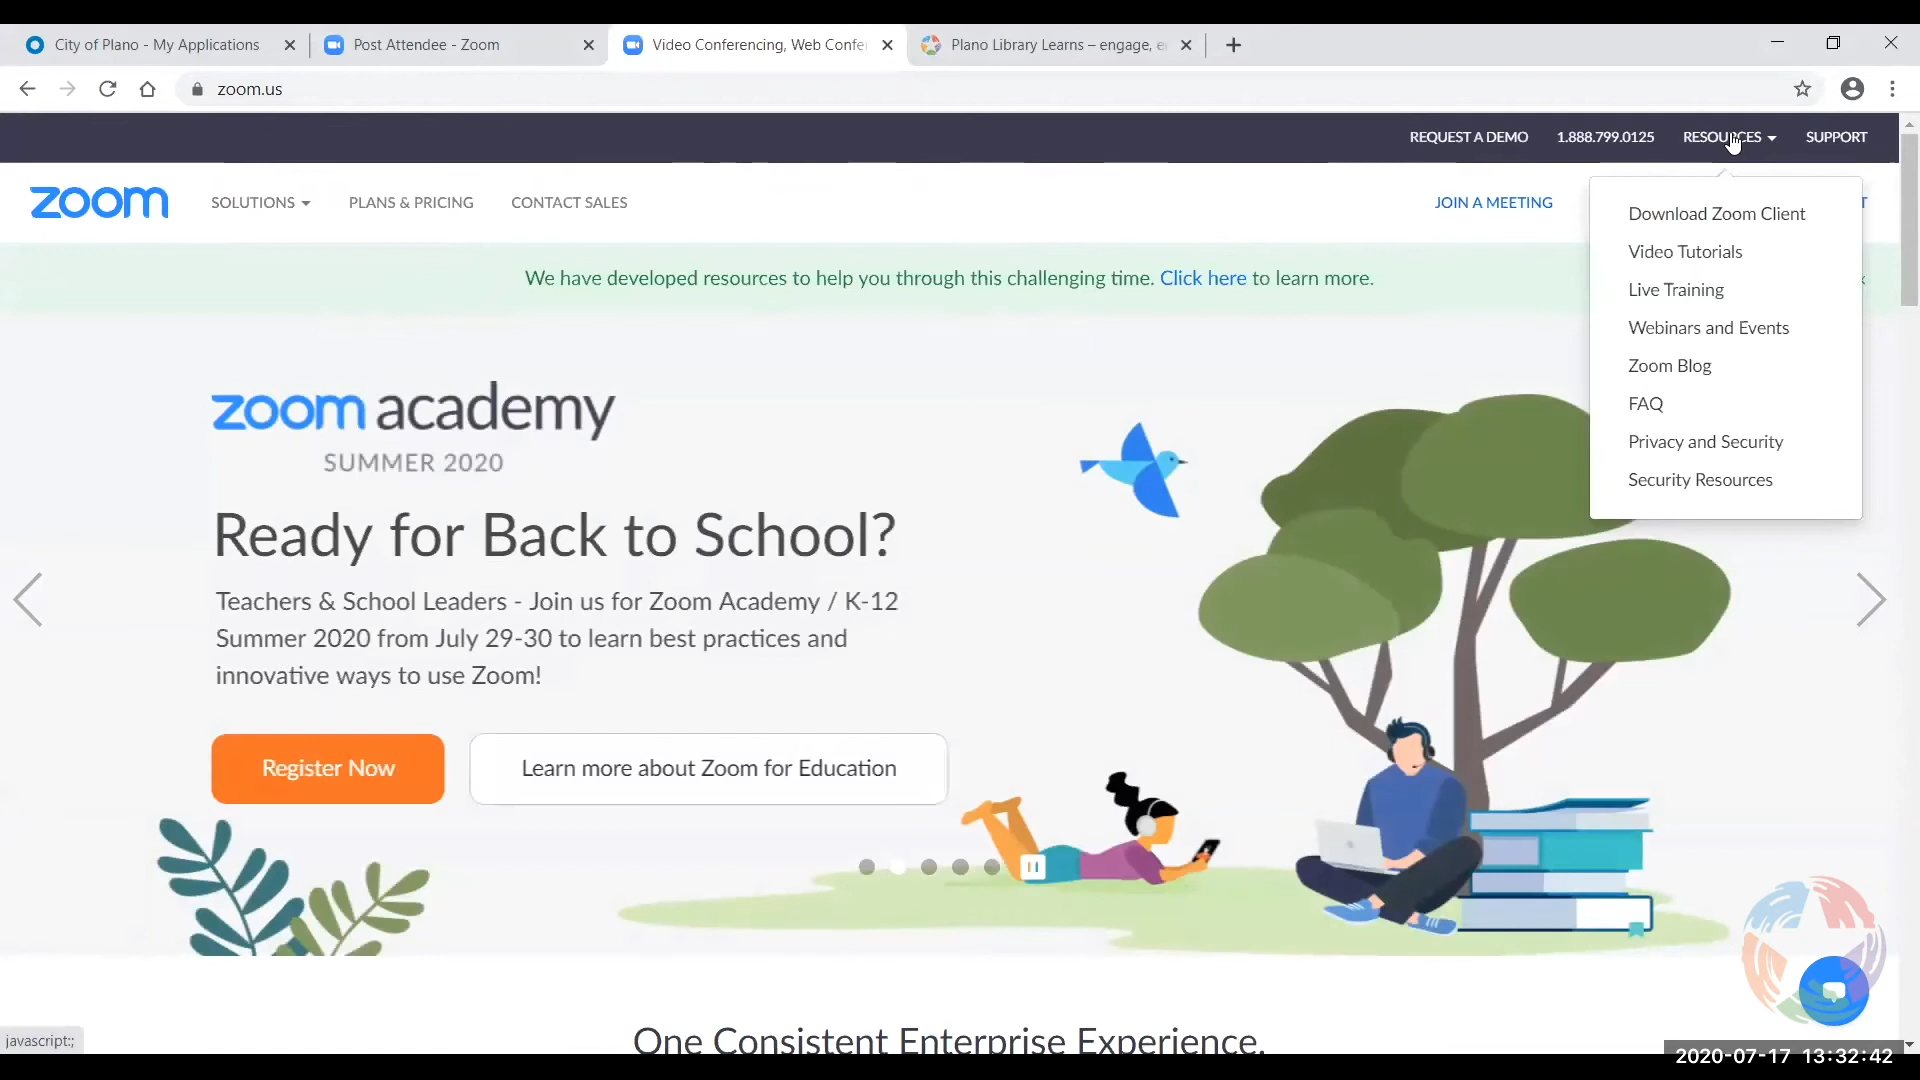 City of Plano - My Applications
Post Attendee - Zoom
Video Conferencing, Web Confe
Plano Library Learns – engage, e
zoom.us
REQUEST A DEMO
1.888.799.0125
RESOURCES
SUPPORT
zoom
SOLUTIONS
PLANS & PRICING
CONTACT SALES
JOIN A MEETING
T
Download Zoom Client
Video Tutorials
Live Training
Webinars and Events
Zoom Blog
FAQ
Privacy and Security
Security Resources
We have developed resources to help you through this challenging time. Click here to learn more.
zoom academy
SUMMER 2020
Ready for Back to School?
Teachers & School Leaders - Join us for Zoom Academy / K-12
Summer 2020 from July 29-30 to learn best practices and
innovative ways to use Zoom!
Register Now
Learn more about Zoom for Education
One Consistent Enterprise Experience.
javascript:;
2020-07-17 13:32:42